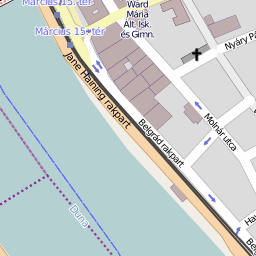 Március 15. tér
Ward
Mária
Ált. Isk.
és Gimn.
Március 15. tér
Nyáry Pá
Jane Haining rakpart
Molnár utca
Belgrád rakpart
Duna